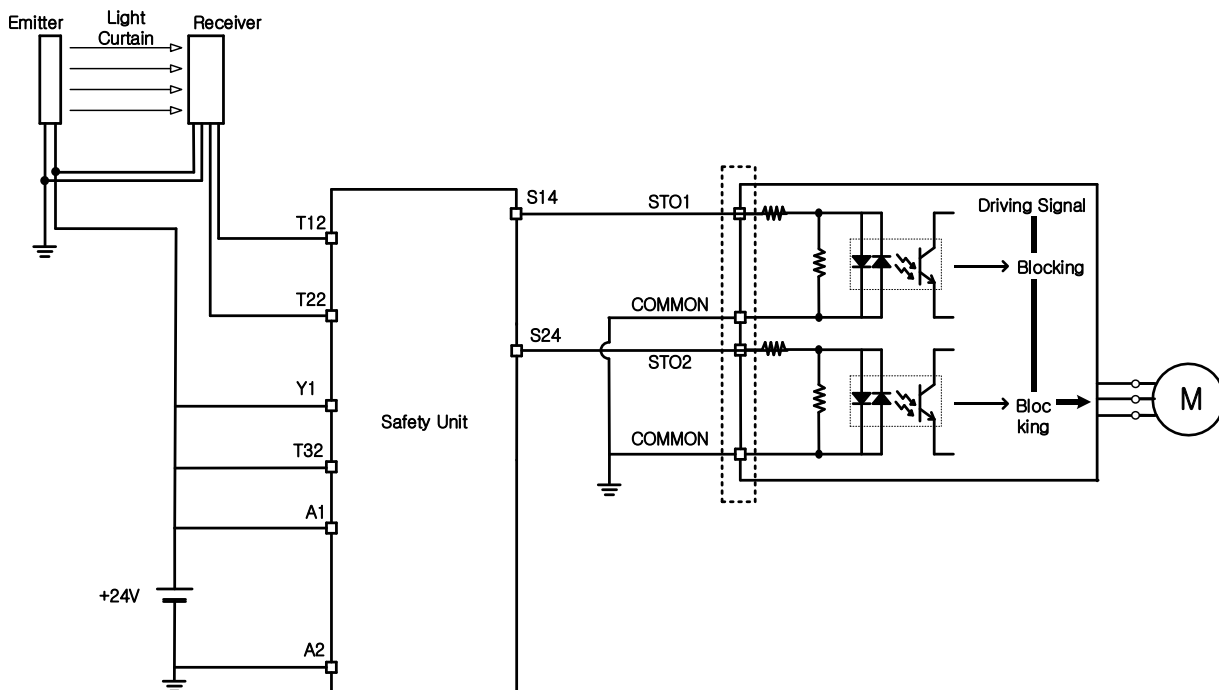 Emitter
Light
Curtain
Receiver
T12
T22
Y1
T32
A1
+24V
A2
Safety Unit
S14
S24
STO1
COMMON
STO2
COMMON
Driving Signal
Blocking
Bloc
king
M